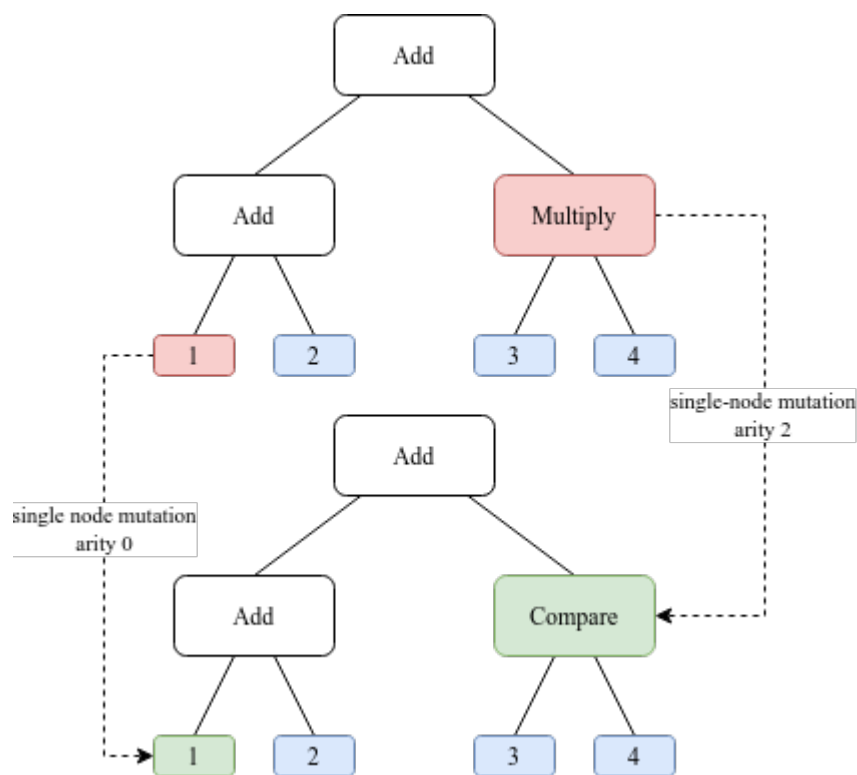 Add
Add
Multiply
1
2
3
4
single-node mutation
arity 2
Add
single node mutation
arity 0
Add
Compare
1
2
3
4